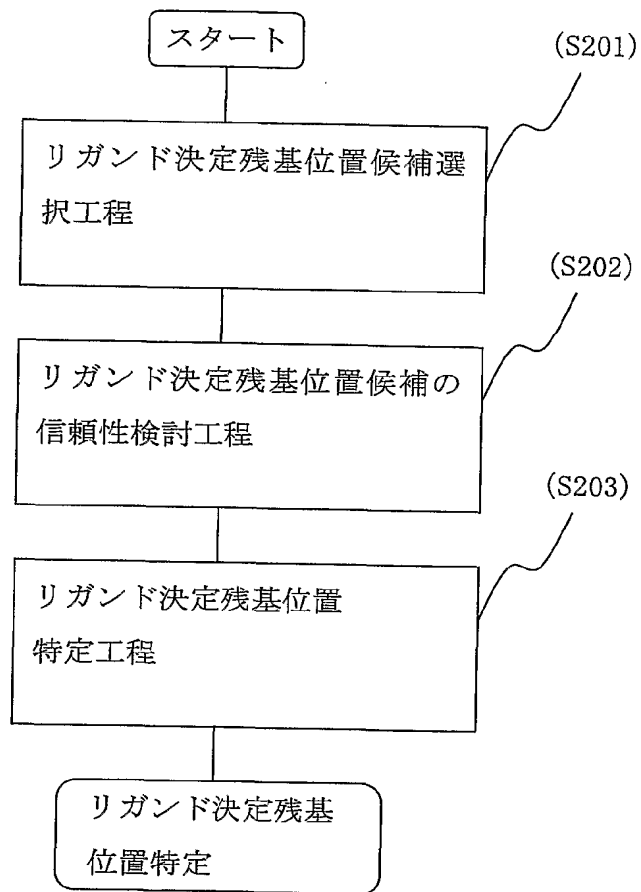 スタート
(S201)
リガンド決定残基位置候補選
択工程
(S202)
リガンド決定残基位置候補の
信頼性検討工程
(S203)
リガンド決定残基位置
特定工程
リガンド決定残基
位置特定